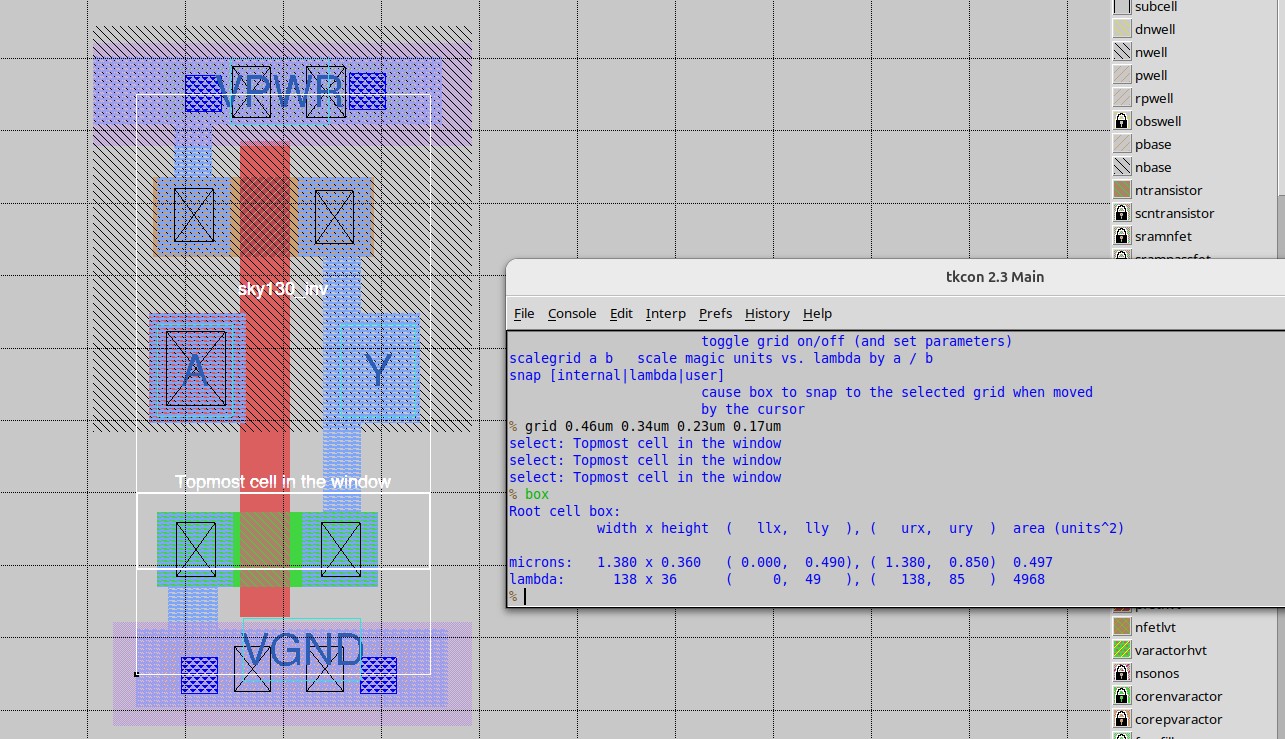 subcell
dnwell
nwell
pwell
rpwell
obswell
pbase
nbase
ntransistor
scntransistor
sramnfet
srampassfet
VPWR
sky130_inv
A
Y
Topmost cell in the window
VGND
tkcon 2.3 Main
File Console Edit Interp Prefs History Help
toggle grid on/off (and set parameters)
scalegrid a b   scale magic units vs. lambda by a / b
snap [internal|lambda|user]
cause box to snap to the selected grid when moved
by the cursor
% grid 0.46um 0.34um 0.23um 0.17um
select: Topmost cell in the window
select: Topmost cell in the window
select: Topmost cell in the window
% box
Root cell box:
width x height  (   llx,  lly  ), (   urx,  ury  )  area (units^2)
microns:   1.380 x 0.360   ( 0.000,  0.490), ( 1.380,  0.850)  0.497
lambda:      138 x 36      (     0,  49   ), (   138,  85   )  4968
%
nfetlvt
varactorhvt
nsonos
corenvaractor
corepvaractor